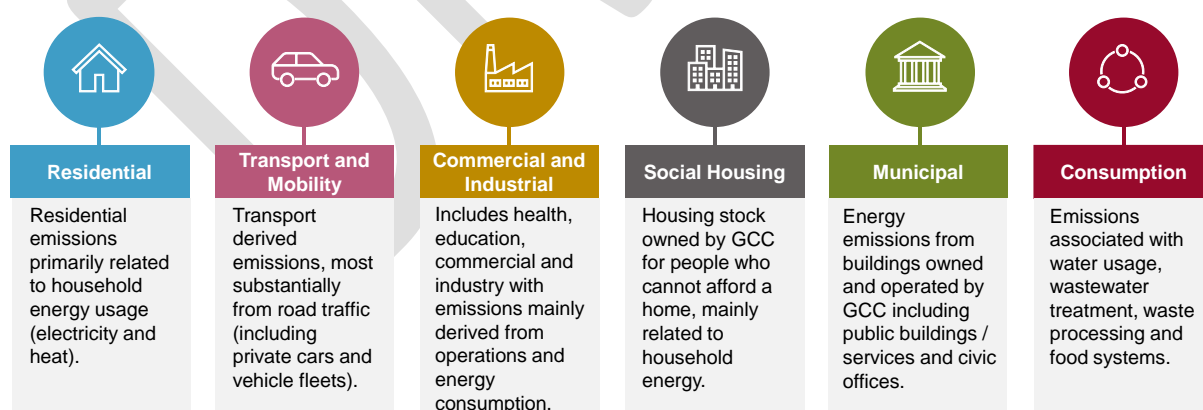 Residential
Residential
emissions
primarily related
to household
energy usage
(electricity and
heat).
Transport and
Mobility
Transport
derived
emissions, most
substantially
from road traffic
(including
private cars and
vehicle fleets).
Commercial and
Industrial
Includes health,
education,
commercial and
industry with
emissions mainly
derived from
operations and
energy
consumption.
Social Housing
Housing stock
owned by GCC
for people who
cannot afford a
home, mainly
related to
household
energy.
Municipal
Energy
emissions from
buildings owned
and operated by
GCC including
public buildings /
services and civic
offices.
Consumption
Emissions
associated with
water usage,
wastewater
treatment, waste
processing and
food systems.